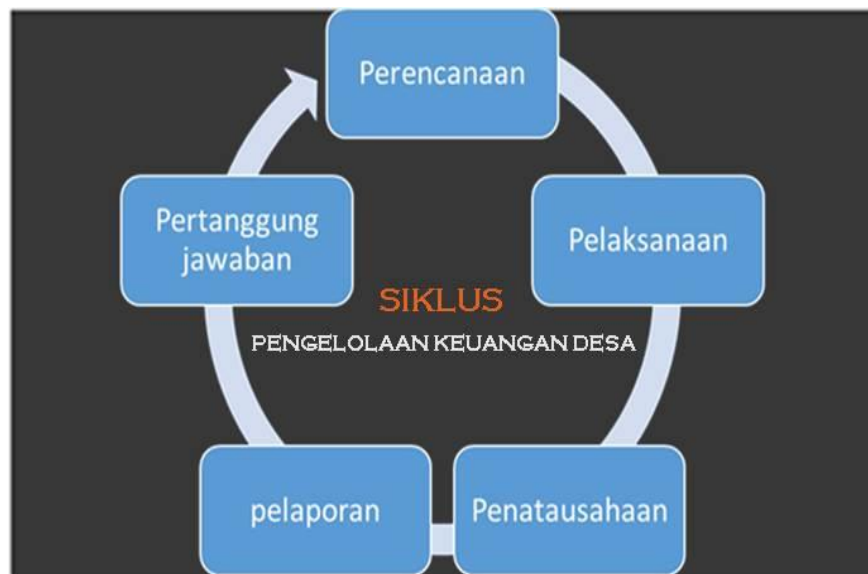 Perencanaan
Pelaksanaan
Penatausahaan
pelaporan
Pertanggung
jawaban
SIKLUS
PENGELOLAAN KEUANGAN DESA